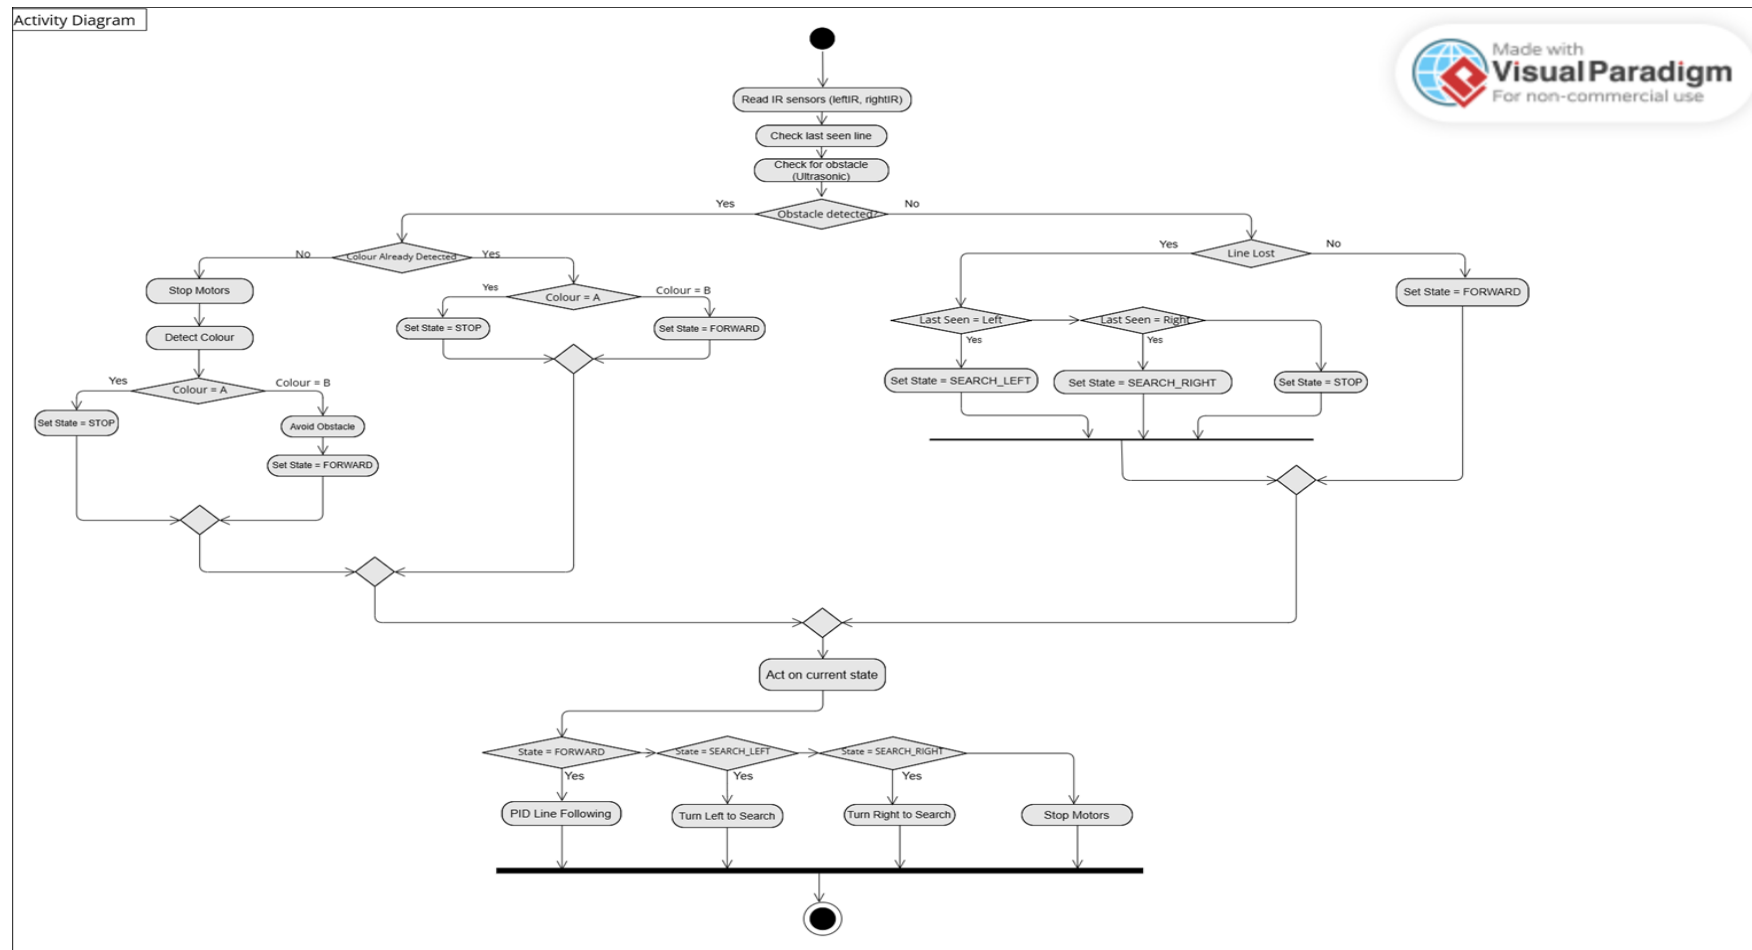 Activity Diagram
Made with
Visual Paradigm
For non-commercial use
Read IR sensors (leftIR, rightIR)
Check last seen line
Check for obstacle
(Ultrasonic)
Yes
Obstacle detected?
No
No
Colour Already Detected
Yes
Yes
Line Lost
No
Stop Motors
Yes
Colour = A
Colour = B
Set State = FORWARD
Detect Colour
Set State = STOP
Set State = FORWARD
Last Seen = Left
Last Seen = Right
Yes
Yes
Yes
Colour = A
Colour = B
Set State = SEARCH_LEFT
Set State = SEARCH_RIGHT
Set State = STOP
Set State = STOP
Avoid Obstacle
Set State = FORWARD
Act on current state
State = FORWARD
State = SEARCH_LEFT
State = SEARCH_RIGHT
Yes
Yes
Yes
PID Line Following
Turn Left to Search
Turn Right to Search
Stop Motors